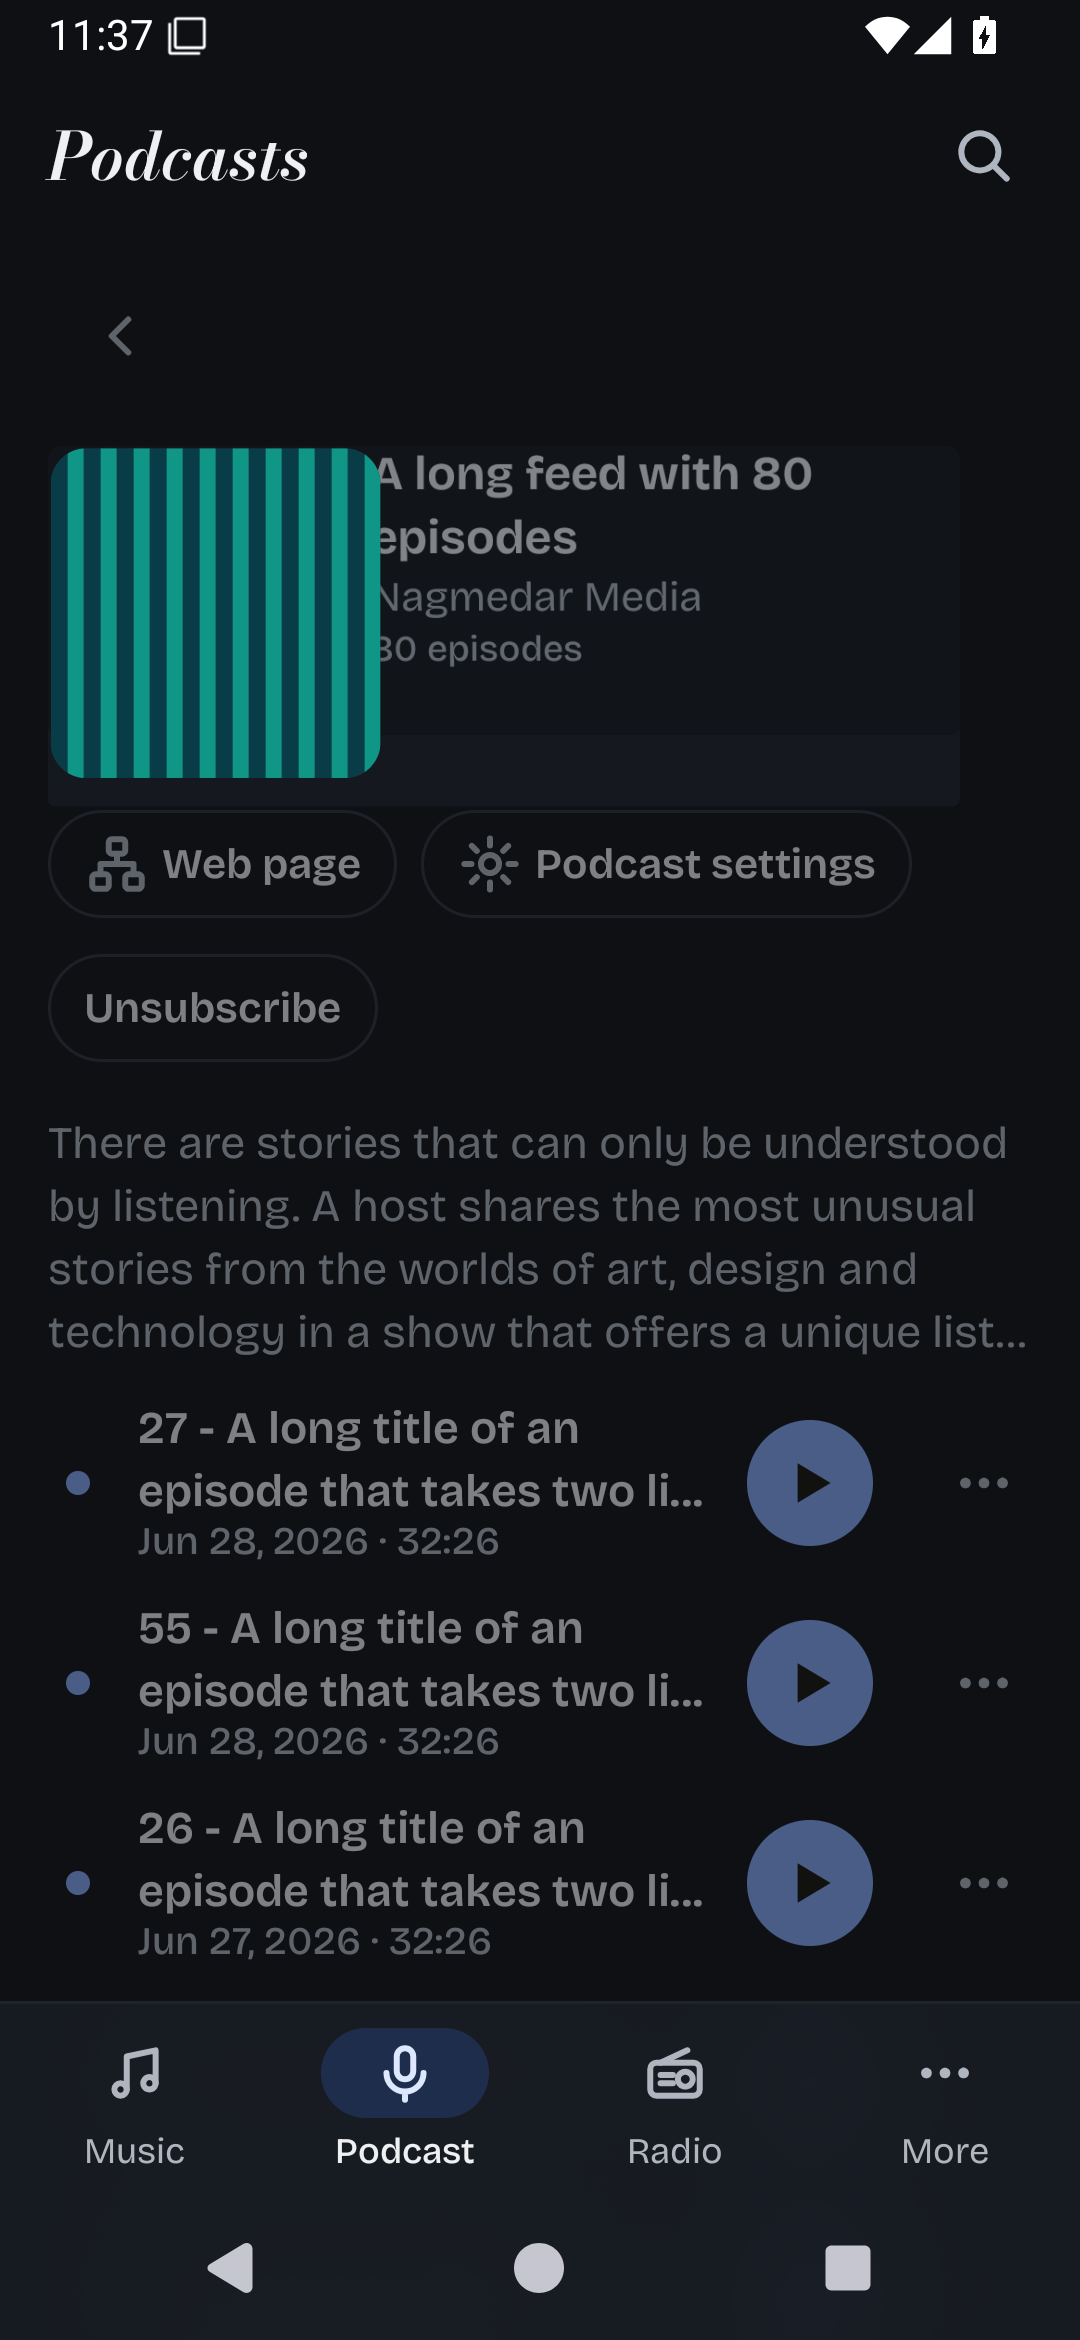 11:37
Podcasts
A long feed with 80
episodes
Nagmedar Media
80 episodes
Web page
Podcast settings
Unsubscribe
There are stories that can only be understood
by listening. A host shares the most unusual
stories from the worlds of art, design and
technology in a show that offers a unique list...
27 - A long title of an
episode that takes two li...
Jun 28, 2026 · 32:26
55 - A long title of an
episode that takes two li...
Jun 28, 2026 · 32:26
26 - A long title of an
episode that takes two li...
Jun 27, 2026 · 32:26
Music
Podcast
Radio
More